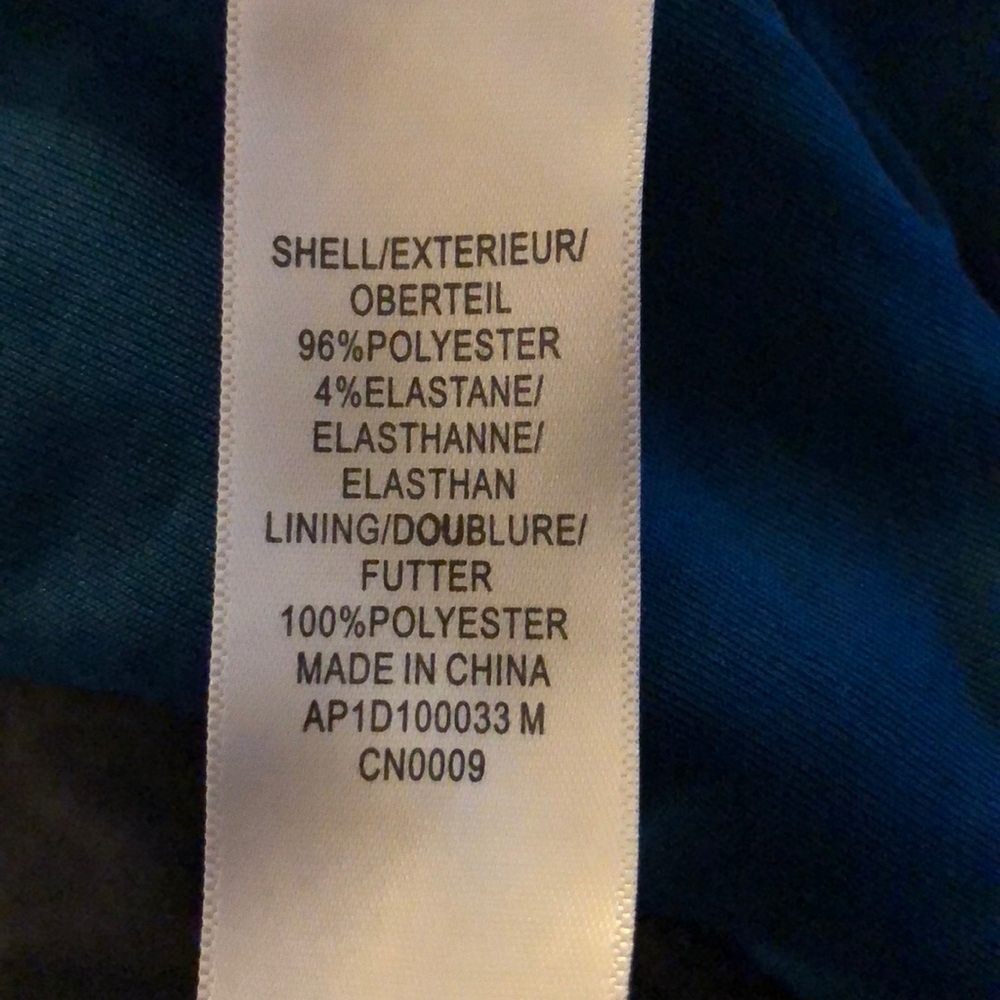 SHELL/EXTERIEUR/
OBERTEIL
96%POLYESTER
4%ELASTANE/
ELASTHANNE/
ELASTHAN
LINING/DOUBLURE/
FUTTER
100%POLYESTER
MADE IN CHINA
AP1D100033 M
CN0009